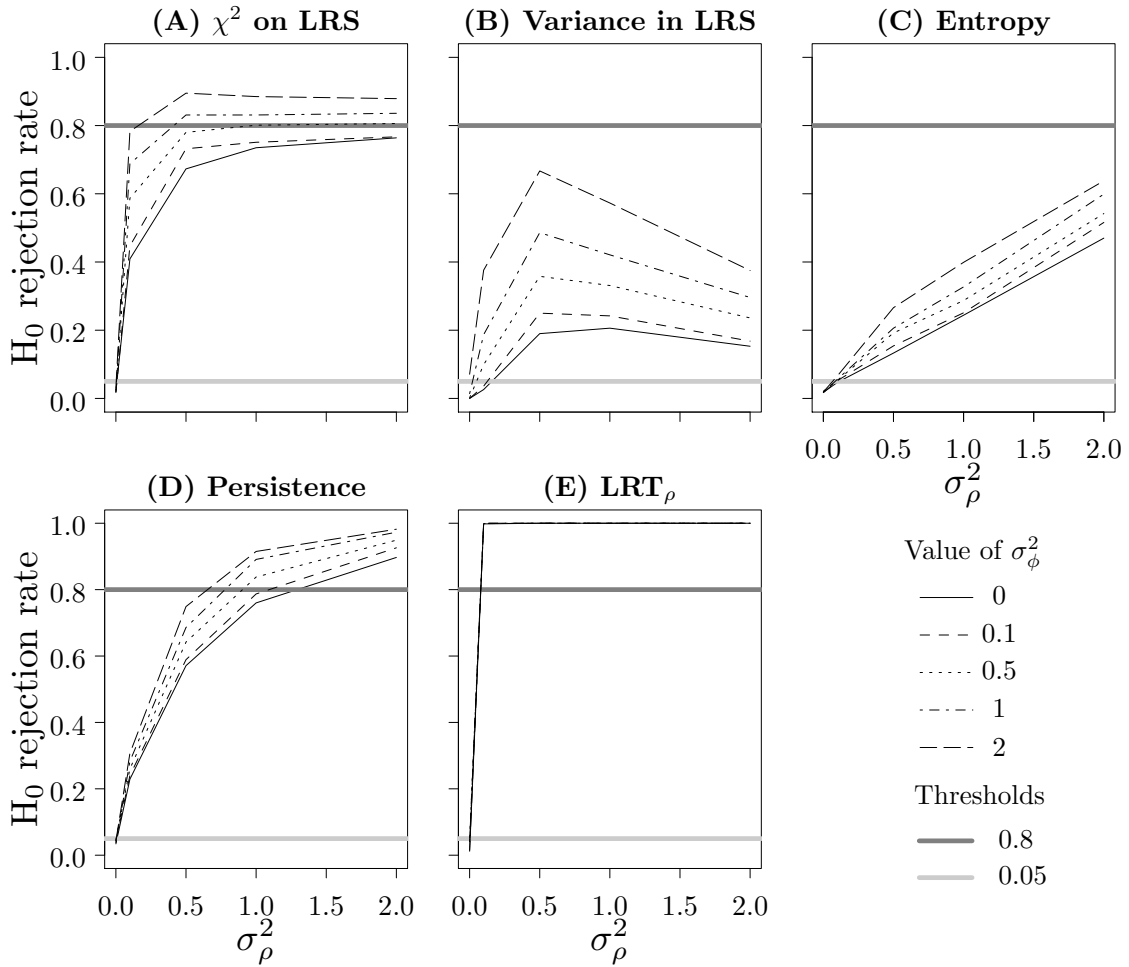 (A) χ² on LRS
(B) Variance in LRS
(C) Entropy
H₀ rejection rate
1.0
0.8
0.6
0.4
0.2
0.0
0.0 0.5 1.0 1.5 2.0
σ²ᵨ
(D) Persistence
(E) LRTᵨ
H₀ rejection rate
1.0
0.8
0.6
0.4
0.2
0.0
0.0 0.5 1.0 1.5 2.0
0.0 0.5 1.0 1.5 2.0
σ²ᵨ
σ²ᵨ
Value of σ²ᵩ
0
0.1
0.5
1
2
Thresholds
0.8
0.05